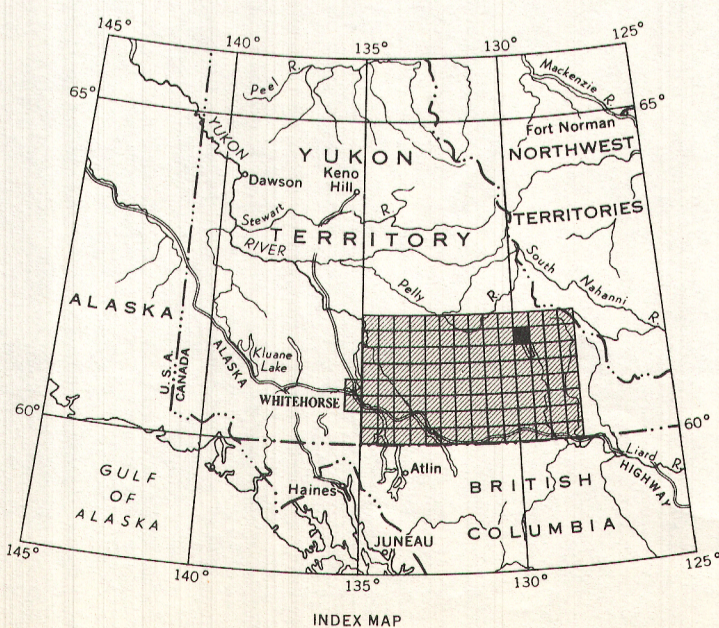 145°
140°
135°
130°
125°
65°
Peel R.
Mackenzie R.
65°
Fort Norman
YUKON
YUKON
NORTHWEST
Keno
Hill
Dawson
Stewart
R.
TERRITORIES
TERRITORY
RIVER
South
Nahanni
R.
Pelly
R.
ALASKA
ALASKA
Kluane
Lake
U.S.A.
CANADA
WHITEHORSE
60°
60°
Liard R.
HIGHWAY
Atlin
BRITISH
GULF
OF
ALASKA
Haines
COLUMBIA
JUNEAU
145°
140°
135°
130°
125°
INDEX MAP